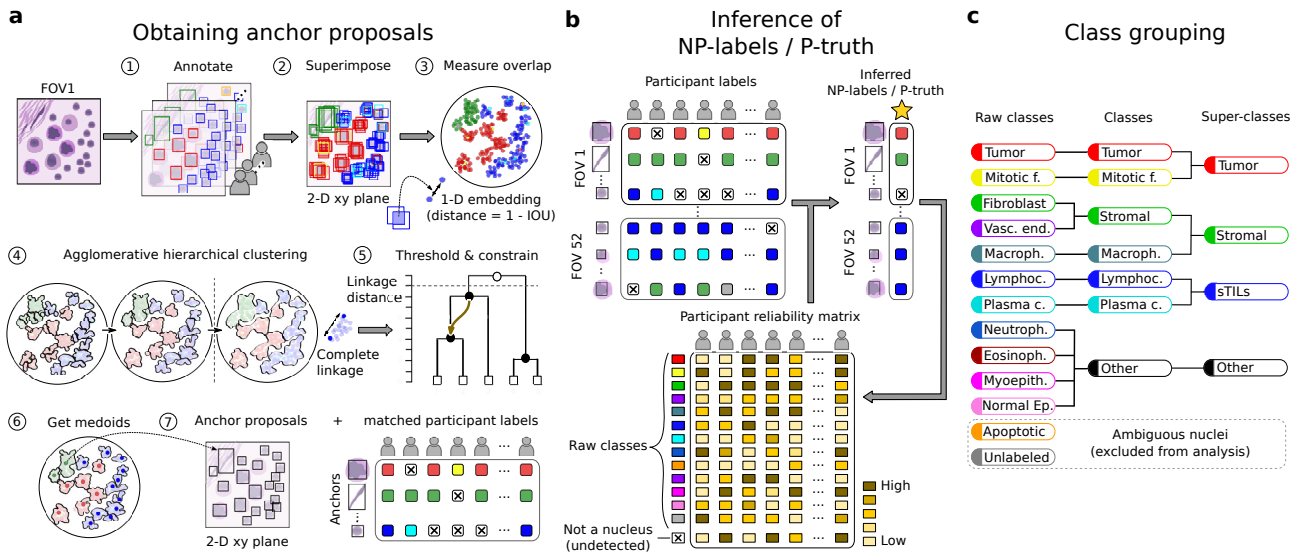 a
Obtaining anchor proposals
1
Annotate
2
Superimpose
3
Measure overlap
FOV1
2-D xy plane
1-D embedding
(distance = 1 - IOU)
4
Agglomerative hierarchical clustering
5
Threshold & constrain
Linkage
distance
Complete
linkage
6
Get medoids
7
Anchor proposals
+ matched participant labels
2-D xy plane
Anchors
...
...
...
b
Inference of
NP-labels / P-truth
Participant labels
Inferred
NP-labels / P-truth
FOV 1
FOV 52
FOV 1
FOV 52
Participant reliability matrix
Raw classes
Not a nucleus
(undetected)
High
Low
c
Class grouping
Raw classes
Classes
Super-classes
Tumor
Tumor
Tumor
Mitotic f.
Mitotic f.
Fibroblast
Stromal
Vasc. end.
Stromal
Macroph.
Macroph.
Lymphoc.
Lymphoc.
sTILs
Plasma c.
Plasma c.
Neutroph.
Eosinoph.
Other
Other
Myoepith.
Normal Ep.
Apoptotic
Unlabeled
Ambiguous nuclei
(excluded from analysis)